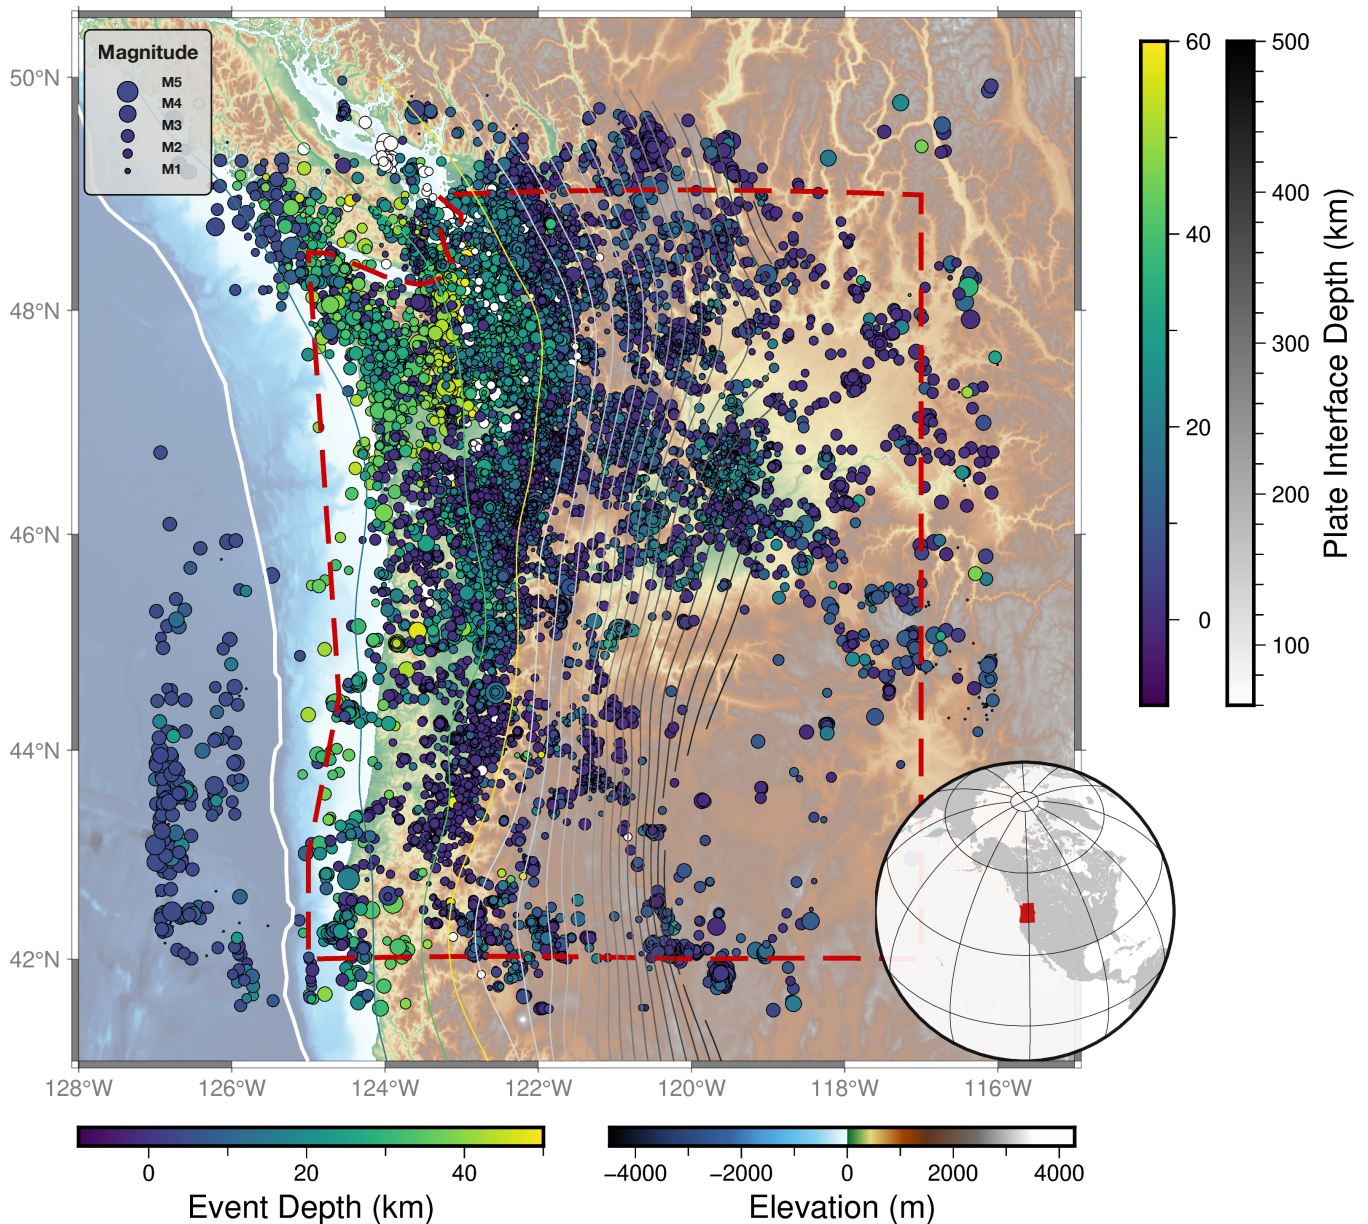 Magnitude
M5
M4
M3
M2
M1
50°N
48°N
46°N
44°N
42°N
128°W
126°W
124°W
122°W
120°W
118°W
116°W
60
40
20
0
500
400
300
200
100
Plate Interface Depth (km)
0
20
40
Event Depth (km)
−4000
−2000
0
2000
4000
Elevation (m)